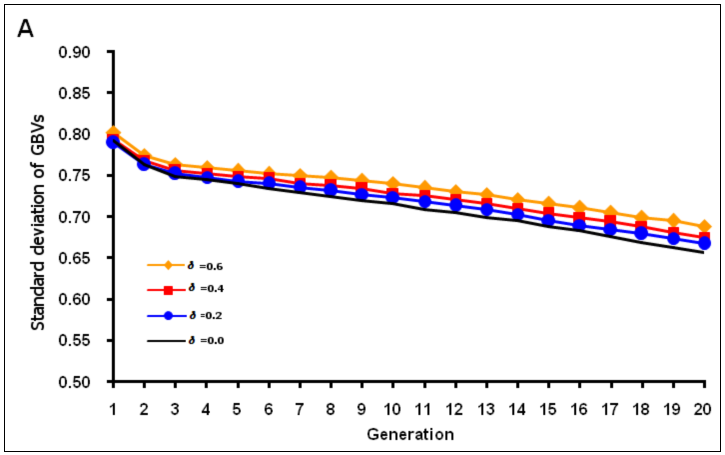 A
0.90
0.85
0.80
0.75
0.70
0.65
0.60
0.55
0.50
Standard deviation of GBVs
δ =0.6
δ =0.4
δ =0.2
δ =0.0
1 2 3 4 5 6 7 8 9 10 11 12 13 14 15 16 17 18 19 20
Generation